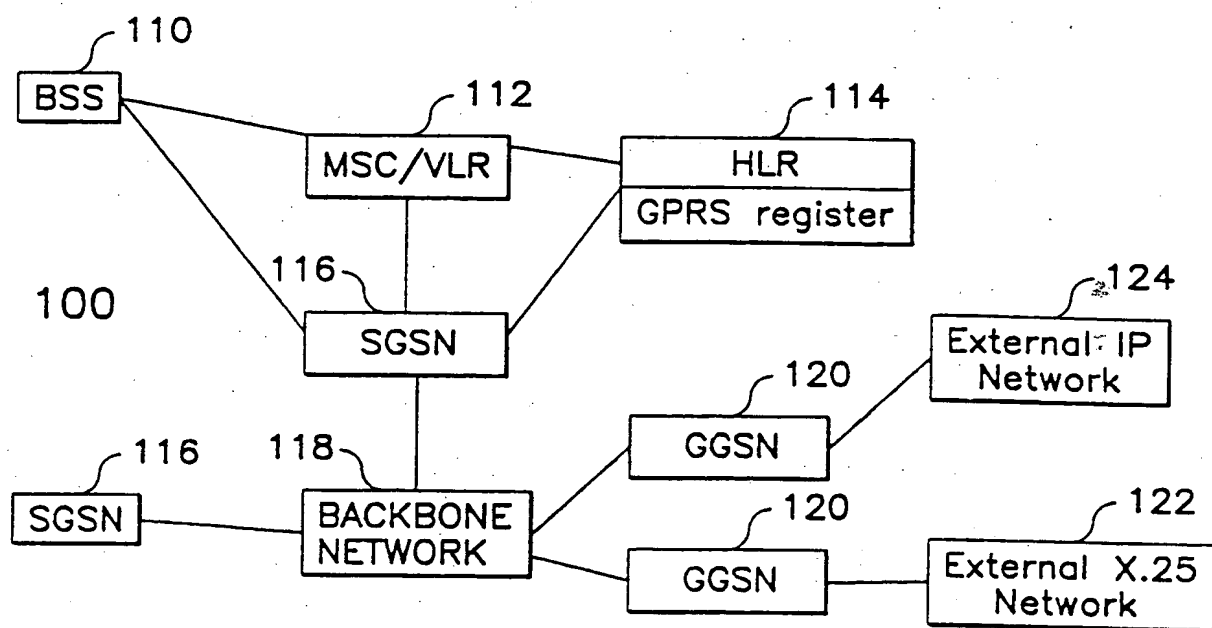 110
BSS
112
114
MSC/VLR
HLR
GPRS register
116
124
100
SGSN
External IP
Network
120
GGSN
116
118
SGSN
BACKBONE
NETWORK
120
122
GGSN
External X.25
Network